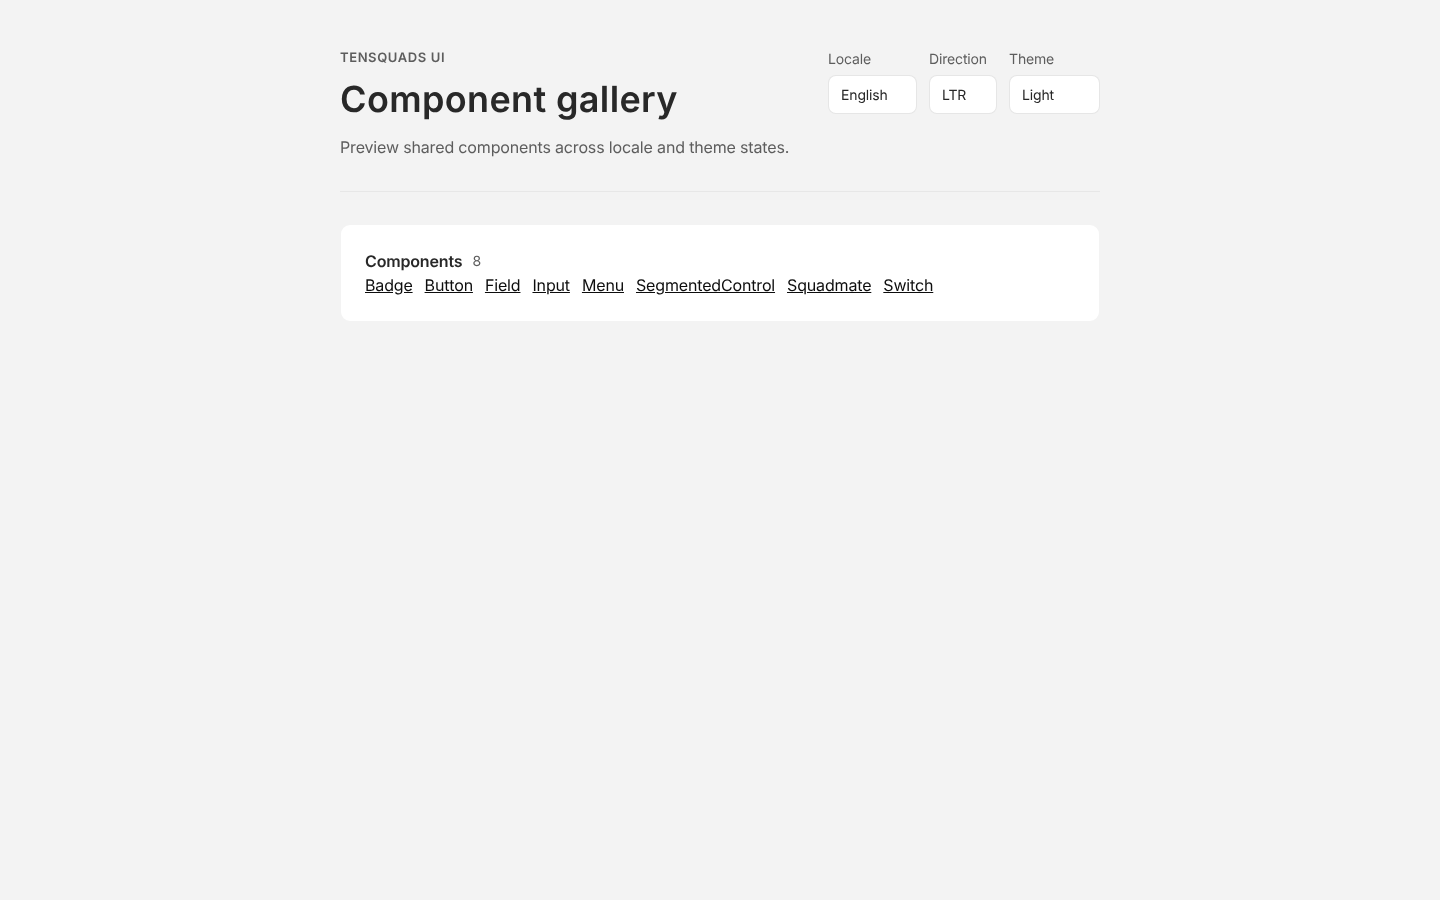 TENSQUADS UI
Component gallery
Preview shared components across locale and theme states.
Locale Direction Theme
English LTR Light
Components 8
Badge Button Field Input Menu SegmentedControl Squadmate Switch